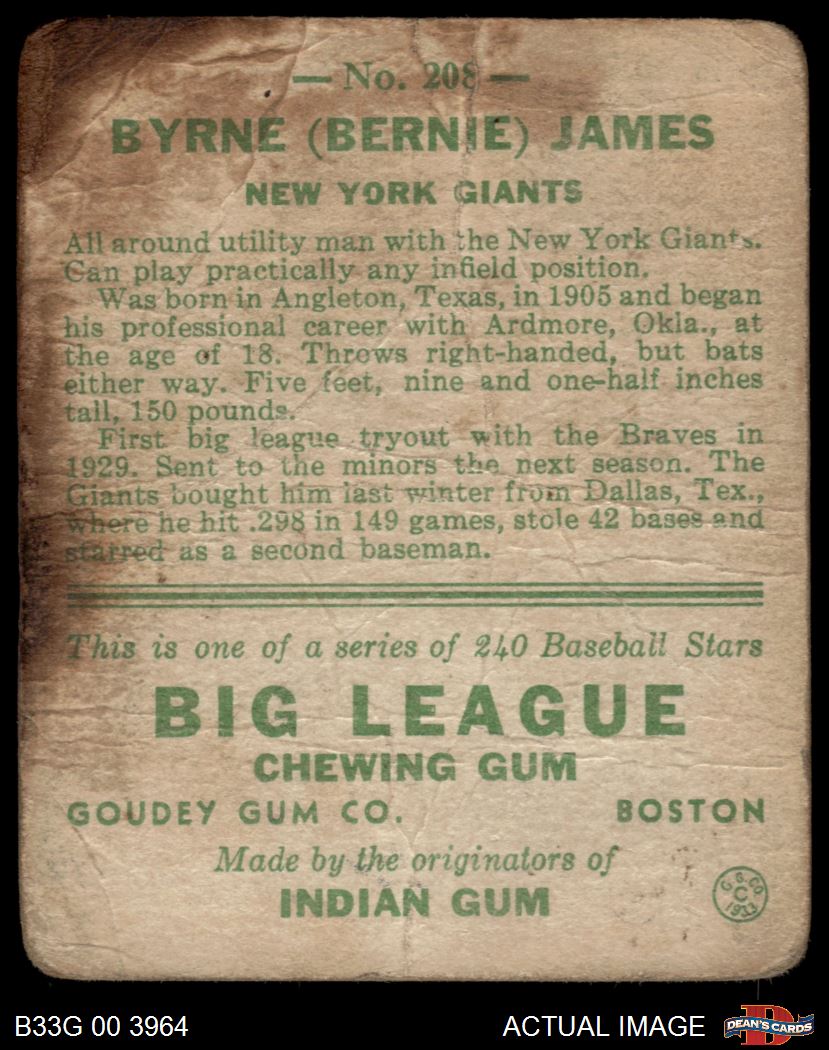 — No. 208 —
BYRNE (BERNIE) JAMES
NEW YORK GIANTS
All around utility man with the New York Giants.
Can play practically any infield position.
Was born in Angleton, Texas, in 1905 and began
his professional career with Ardmore, Okla., at
the age of 18. Throws right-handed, but bats
either way. Five feet, nine and one-half inches
tall, 150 pounds.
First big league tryout with the Braves in
1929. Sent to the minors the next season. The
Giants bought him last winter from Dallas, Tex.,
where he hit .298 in 149 games, stole 42 bases and
starred as a second baseman.
This is one of a series of 240 Baseball Stars
BIG LEAGUE
CHEWING GUM
GOUDEY GUM CO. BOSTON
Made by the originators of
INDIAN GUM
G. G. CO
C
1933
B33G 00 3964 ACTUAL IMAGE D DEAN'S CARDS